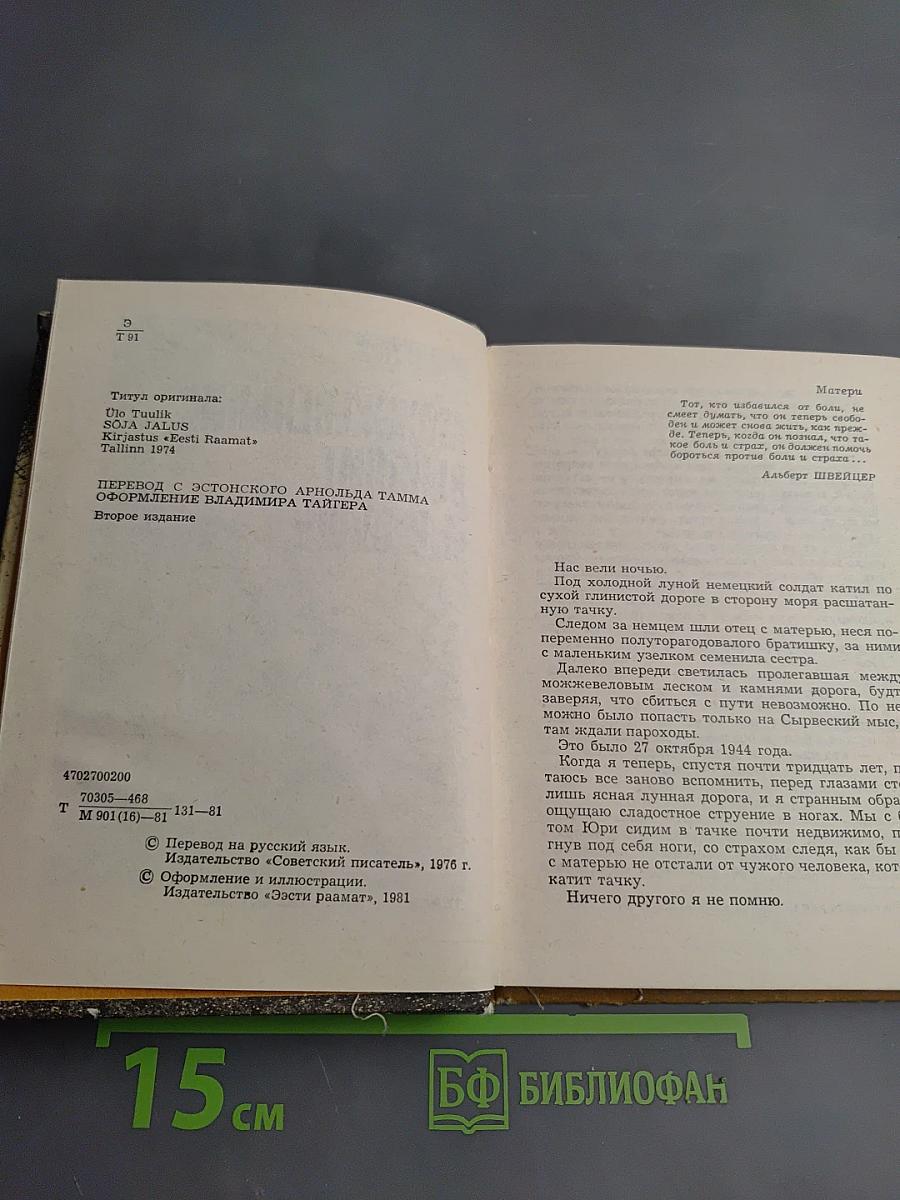 Э
Т 91
Титул оригинала:
Ülo Tuulik
SÕJA JALUS
Kirjastus «Eesti Raamat»
Tallinn 1974
ПЕРЕВОД С ЭСТОНСКОГО АРНОЛЬДА ТАММА
ОФОРМЛЕНИЕ ВЛАДИМИРА ТАЙГЕРА
Второе издание
4702700200
Т 70305—468
М 901(16)—81 131—81
© Перевод на русский язык.
Издательство «Советский писатель», 1976 г.
© Оформление и иллюстрации.
Издательство «Ээсти раамат», 1981
Матери
Тот, кто избавился от боли, не
смеет думать, что он теперь свобо-
ден и может снова жить, как преж-
де. Теперь, когда он познал, что та-
кое боль и страх, он должен помочь
бороться против боли и страха...
Альберт ШВЕЙЦЕР
Нас вели ночью.
Под холодной луной немецкий солдат катил по
сухой глинистой дороге в сторону моря расшатан-
ную тачку.
Следом за немцем шли отец с матерью, неся по-
переменно полуторагодовалого братишку, за ними
с маленьким узелком семенила сестра.
Далеко впереди светилась пролегавшая между
можжевеловым леском и камнями дорога, будт
заверяя, что сбиться с пути невозможно. По не
можно было попасть только на Сырвеский мыс,
там ждали пароходы.
Это было 27 октября 1944 года.
Когда я теперь, спустя почти тридцать лет, п
таюсь все заново вспомнить, перед глазами сто
лишь ясная лунная дорога, и я странным обра
ощущаю сладостное струение в ногах. Мы с б
том Юри сидим в тачке почти недвижимо, п
гнув под себя ноги, со страхом следя, как бы
с матерью не отстали от чужого человека, кот
катит тачку.
Ничего другого я не помню.
15 см
БФ БИБЛИОФАН